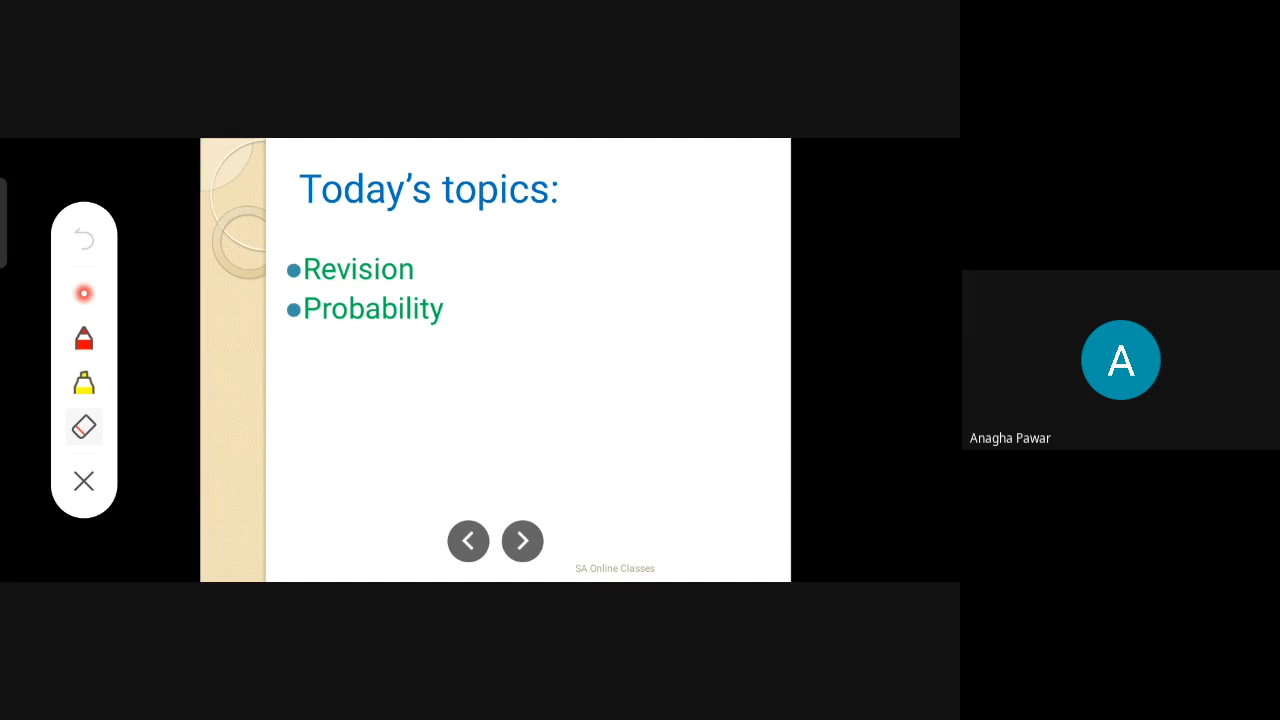 Today's topics:
Revision
Probability
SA Online Classes
A
Anagha Pawar